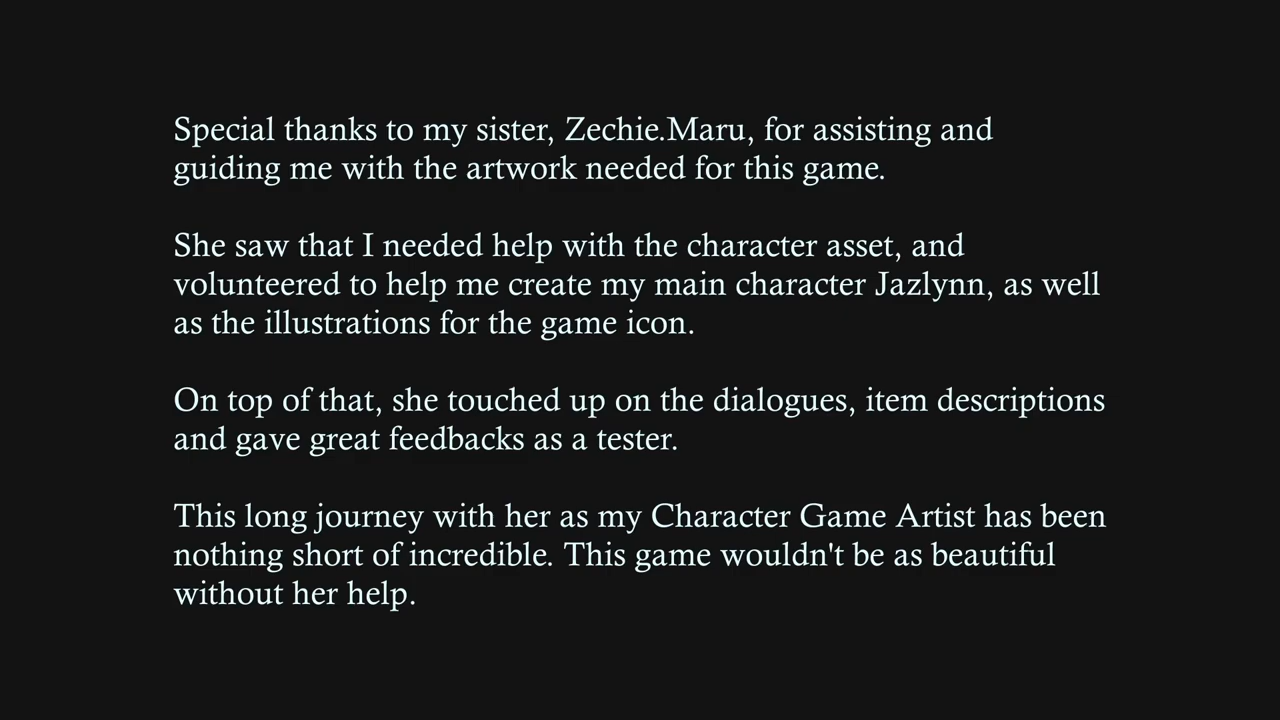 Special thanks to my sister, Zechie.Maru, for assisting and
guiding me with the artwork needed for this game.
She saw that I needed help with the character asset, and
volunteered to help me create my main character Jazlynn, as well
as the illustrations for the game icon.
On top of that, she touched up on the dialogues, item descriptions
and gave great feedbacks as a tester.
This long journey with her as my Character Game Artist has been
nothing short of incredible. This game wouldn't be as beautiful
without her help.